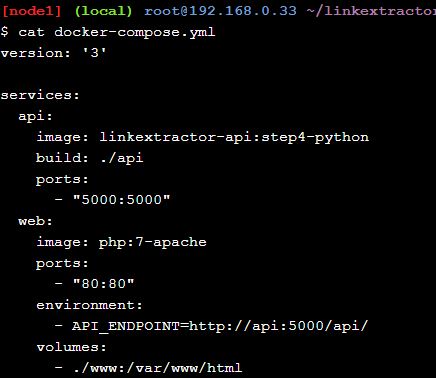 [node1] (local) root@192.168.0.33 ~/linkextractor
$ cat docker-compose.yml
version: '3'

services:
  api:
    image: linkextractor-api:step4-python
    build: ./api
    ports:
      - "5000:5000"
  web:
    image: php:7-apache
    ports:
      - "80:80"
    environment:
      - API_ENDPOINT=http://api:5000/api/
    volumes:
      - ./www:/var/www/html